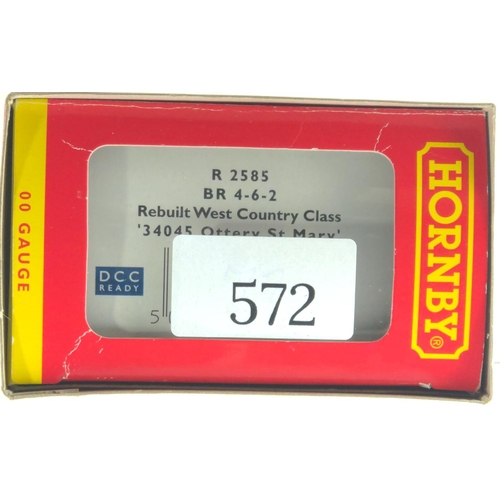 00 GAUGE
R 2585
BR 4-6-2
Rebuilt West Country Class
'34045 Ottery St Mary'
DCC
READY
5
572
HORNBY®